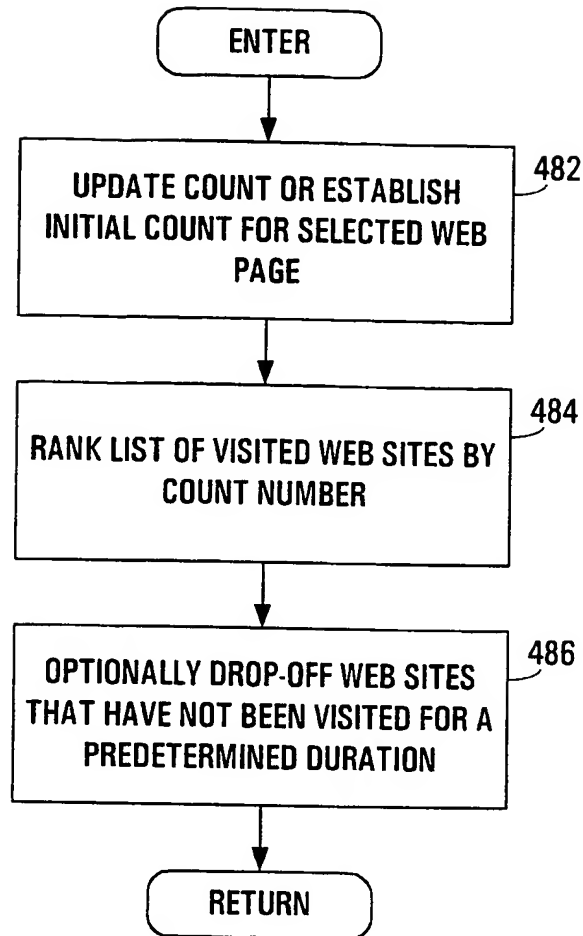 ENTER
UPDATE COUNT OR ESTABLISH
INITIAL COUNT FOR SELECTED WEB
PAGE
482
RANK LIST OF VISITED WEB SITES BY
COUNT NUMBER
484
OPTIONALLY DROP-OFF WEB SITES
THAT HAVE NOT BEEN VISITED FOR A
PREDETERMINED DURATION
486
RETURN